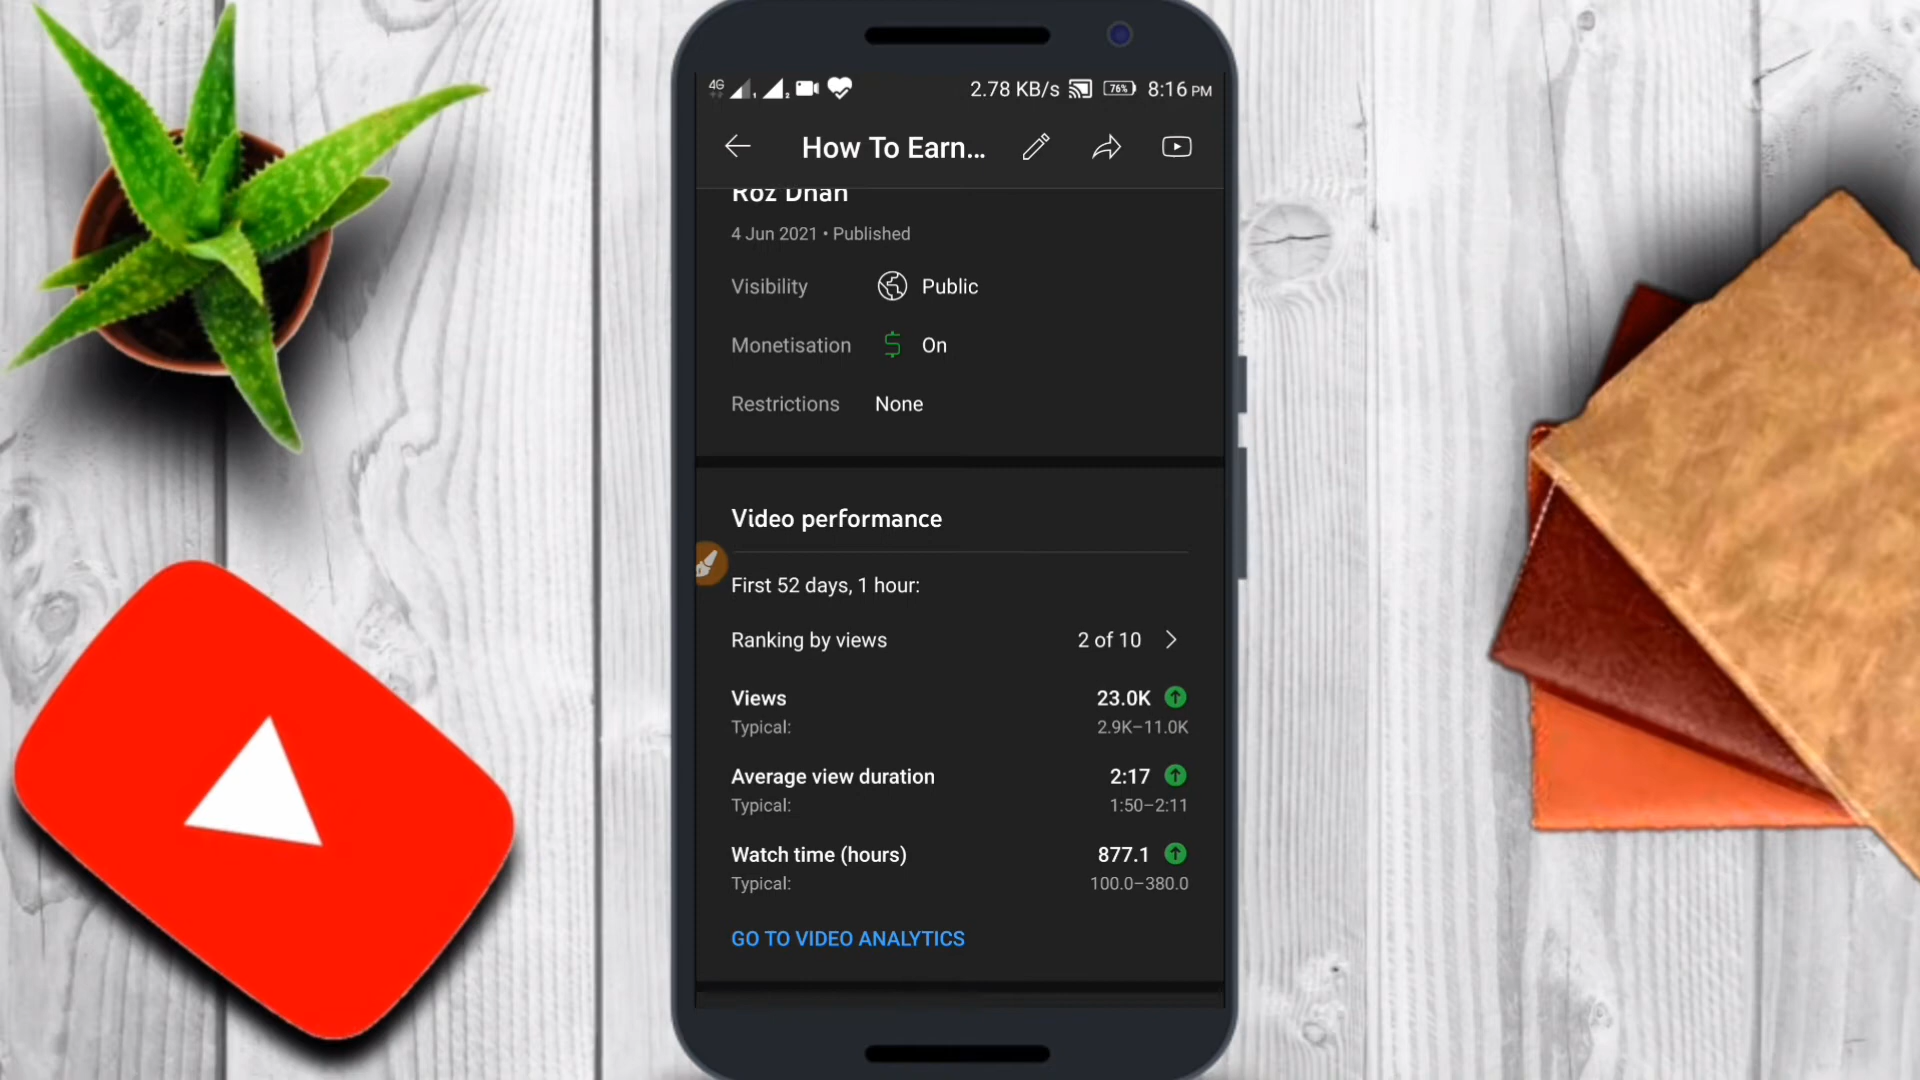 4G 1 2 2.78 KB/s 76% 8:16 PM
How To Earn...
Roz Dhan
4 Jun 2021 • Published
Visibility Public
Monetisation $ On
Restrictions None
Video performance
First 52 days, 1 hour:
Ranking by views 2 of 10
Views 23.0K
Typical: 2.9K–11.0K
Average view duration 2:17
Typical: 1:50–2:11
Watch time (hours) 877.1
Typical: 100.0–380.0
GO TO VIDEO ANALYTICS